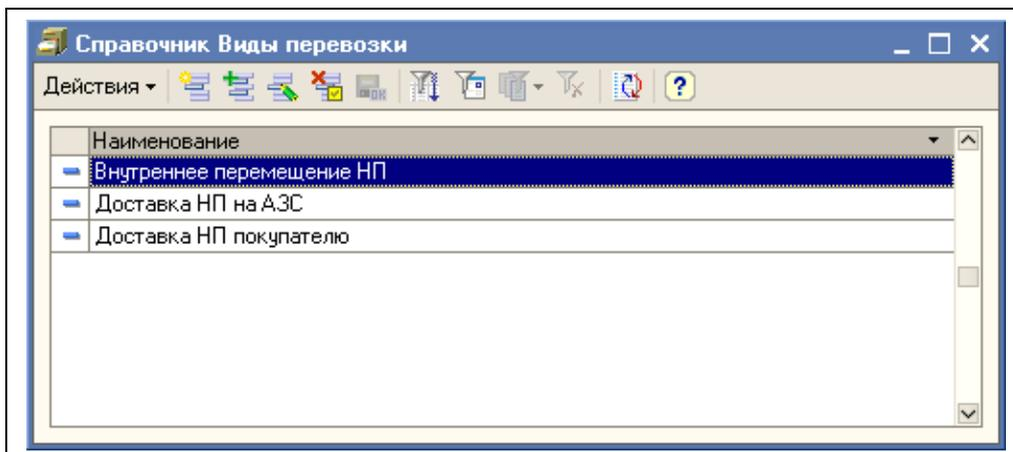 Справочник Виды перевозки
Действия
Наименование
Внутреннее перемещение НП
Доставка НП на АЗС
Доставка НП покупателю